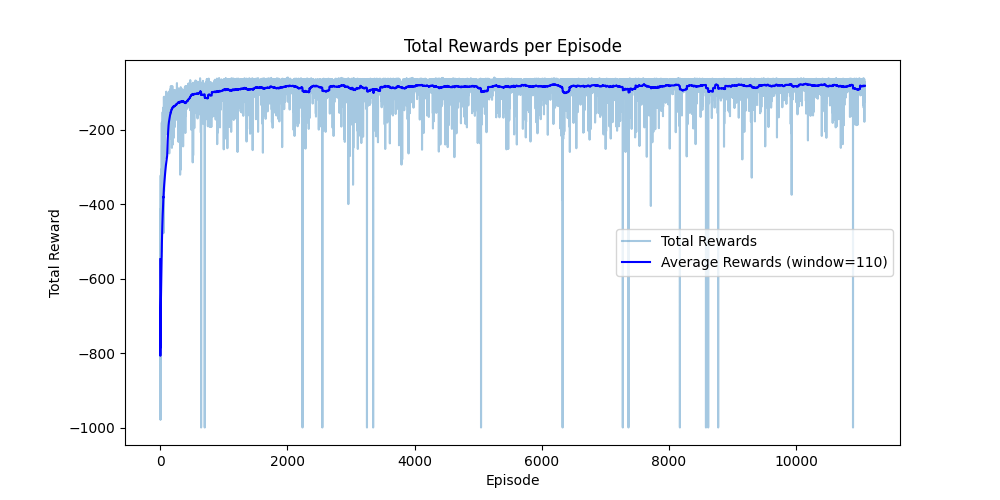 Total Rewards per Episode
Total Reward
−200
−400
−600
−800
−1000
Total Rewards
Average Rewards (window=110)
0 2000 4000 6000 8000 10000
Episode